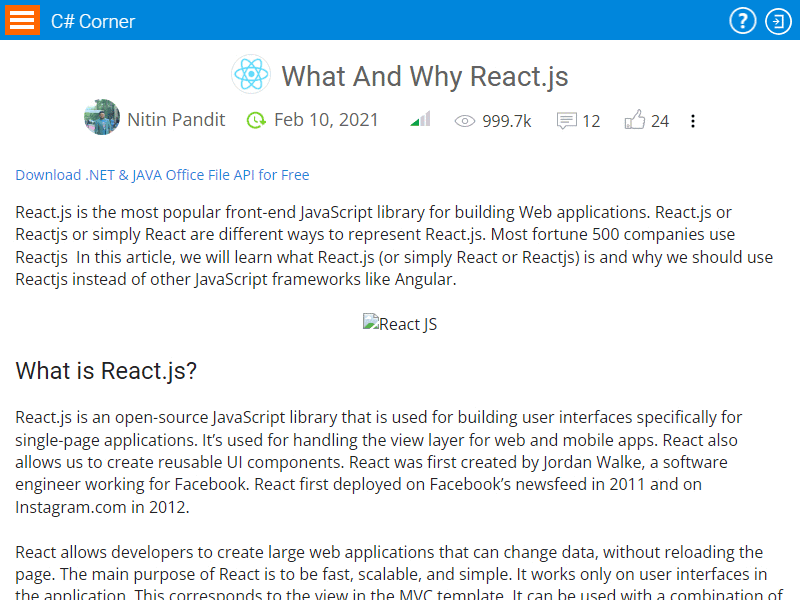 C# Corner
What And Why React.js
Nitin Pandit Feb 10, 2021 999.7k 12 24
Download .NET & JAVA Office File API for Free
React.js is the most popular front-end JavaScript library for building Web applications. React.js or
Reactjs or simply React are different ways to represent React.js. Most fortune 500 companies use
Reactjs  In this article, we will learn what React.js (or simply React or Reactjs) is and why we should use
Reactjs instead of other JavaScript frameworks like Angular.
React JS
What is React.js?
React.js is an open-source JavaScript library that is used for building user interfaces specifically for
single-page applications. It’s used for handling the view layer for web and mobile apps. React also
allows us to create reusable UI components. React was first created by Jordan Walke, a software
engineer working for Facebook. React first deployed on Facebook’s newsfeed in 2011 and on
Instagram.com in 2012.
React allows developers to create large web applications that can change data, without reloading the
page. The main purpose of React is to be fast, scalable, and simple. It works only on user interfaces in
the application. This corresponds to the view in the MVC template. It can be used with a combination of